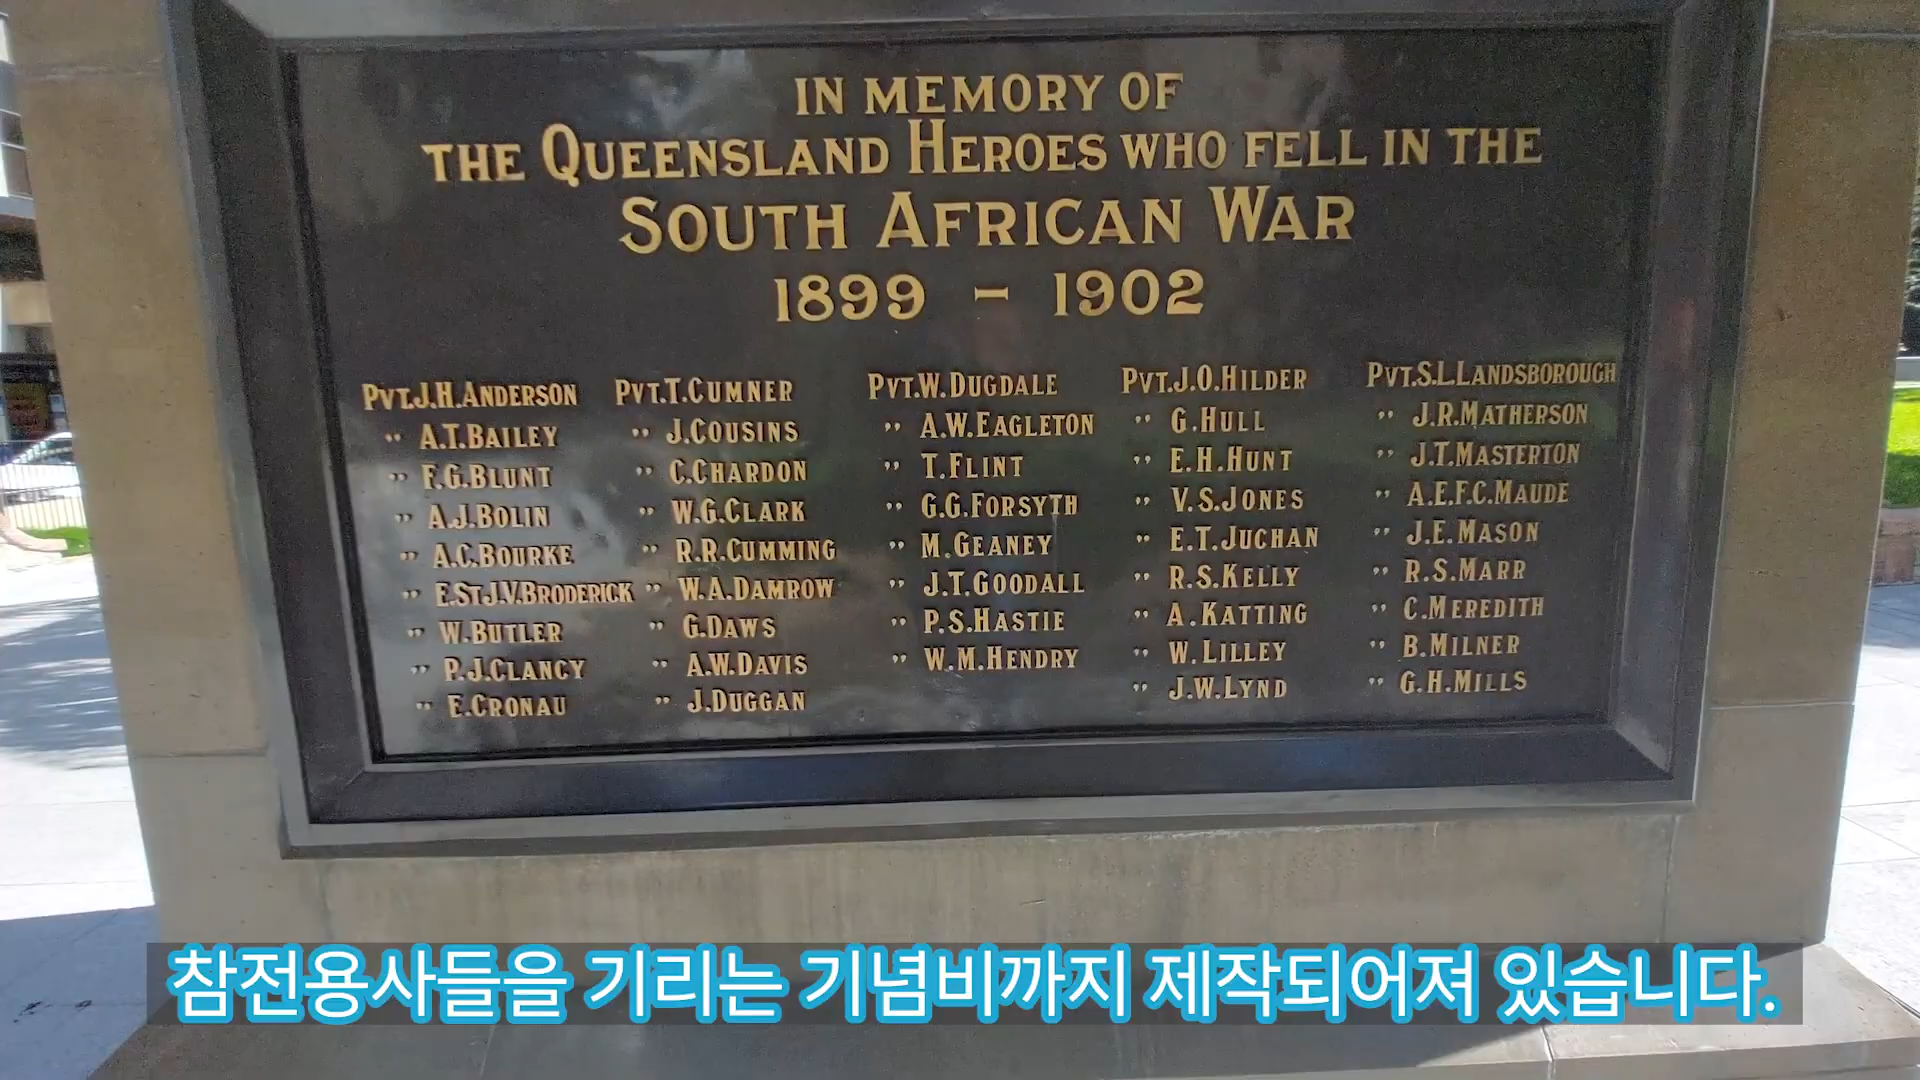 IN MEMORY OF
THE QUEENSLAND HEROES WHO FELL IN THE
SOUTH AFRICAN WAR
1899 - 1902
PVT. J.H. ANDERSON
" A.T. BAILEY
" F.G. BLUNT
" A.J. BOLIN
" A.C. BOURKE
" E.ST J.V. BRODERICK
" W. BUTLER
" P.J. CLANCY
" E. CRONAU
PVT. T. CUMNER
" J. COUSINS
" C. CHARDON
" W.G. CLARK
" R.R. CUMMING
" W.A. DAMROW
" G. DAWS
" A.W. DAVIS
" J. DUGGAN
PVT. W. DUGDALE
" A.W. EAGLETON
" T. FLINT
" G.G. FORSYTH
" M. GEANEY
" J.T. GOODALL
" P.S. HASTIE
" W.M. HENDRY
PVT. J.O. HILDER
" G. HULL
" E.H. HUNT
" V.S. JONES
" E.T. JUCHAN
" R.S. KELLY
" A. KATTING
" W. LILLEY
" J.W. LYND
PVT. S.L. LANDSBOROUGH
" J.R. MATHERSON
" J.T. MASTERTON
" A.E.F.C. MAUDE
" J.E. MASON
" R.S. MARR
" C. MEREDITH
" B. MILNER
" G.H. MILLS
참전용사들을 기리는 기념비까지 제작되어져 있습니다.